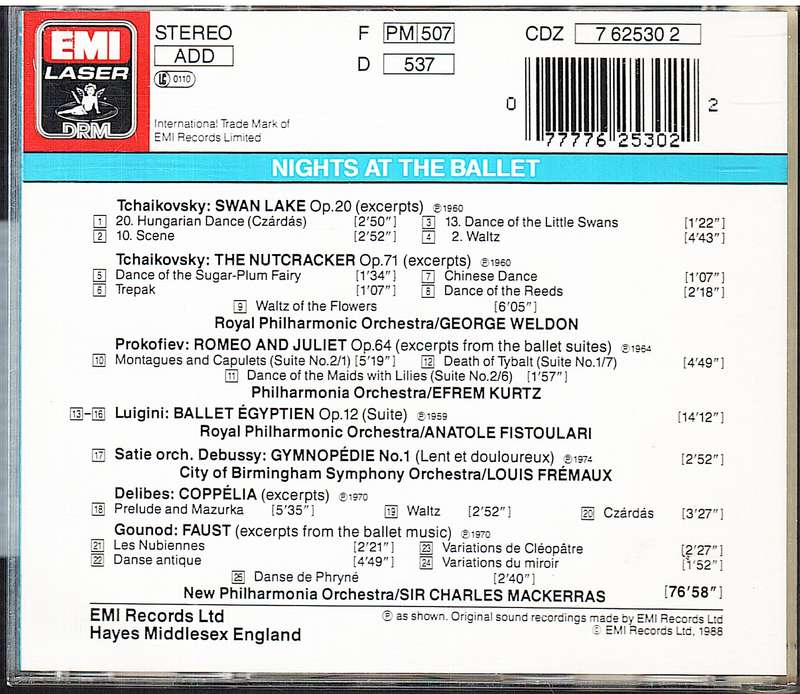 EMI
LASER
DRM
STEREO
ADD
LC 0110
International Trade Mark of
EMI Records Limited
F PM 507
D 537
CDZ 7 62530 2
0 77776 25302 2
NIGHTS AT THE BALLET
Tchaikovsky: SWAN LAKE Op.20 (excerpts) ℗1960
1 20. Hungarian Dance (Czárdás) [2'50"] 3 13. Dance of the Little Swans [1'22"]
2 10. Scene [2'52"] 4 2. Waltz [4'43"]
Tchaikovsky: THE NUTCRACKER Op.71 (excerpts) ℗1960
5 Dance of the Sugar-Plum Fairy [1'34"] 7 Chinese Dance [1'07"]
6 Trepak [1'07"] 8 Dance of the Reeds [2'18"]
9 Waltz of the Flowers [6'05"]
Royal Philharmonic Orchestra/GEORGE WELDON
Prokofiev: ROMEO AND JULIET Op.64 (excerpts from the ballet suites) ℗1964
10 Montagues and Capulets (Suite No.2/1) [5'19"] 12 Death of Tybalt (Suite No.1/7) [4'49"]
11 Dance of the Maids with Lilies (Suite No.2/6) [1'57"]
Philharmonia Orchestra/EFREM KURTZ
13-16 Luigini: BALLET ÉGYPTIEN Op.12 (Suite) ℗1959 [14'12"]
Royal Philharmonic Orchestra/ANATOLE FISTOULARI
17 Satie orch. Debussy: GYMNOPÉDIE No.1 (Lent et douloureux) ℗1974 [2'52"]
City of Birmingham Symphony Orchestra/LOUIS FRÉMAUX
Delibes: COPPÉLIA (excerpts) ℗1970
18 Prelude and Mazurka [5'35"] 19 Waltz [2'52"] 20 Czárdás [3'27"]
Gounod: FAUST (excerpts from the ballet music) ℗1970
21 Les Nubiennes [2'21"] 23 Variations de Cléopâtre [2'27"]
22 Danse antique [4'49"] 24 Variations du miroir [1'52"]
25 Danse de Phryné [2'40"]
New Philharmonia Orchestra/SIR CHARLES MACKERRAS [76'58"]
EMI Records Ltd
Hayes Middlesex England
℗ as shown. Original sound recordings made by EMI Records Ltd
© EMI Records Ltd, 1988